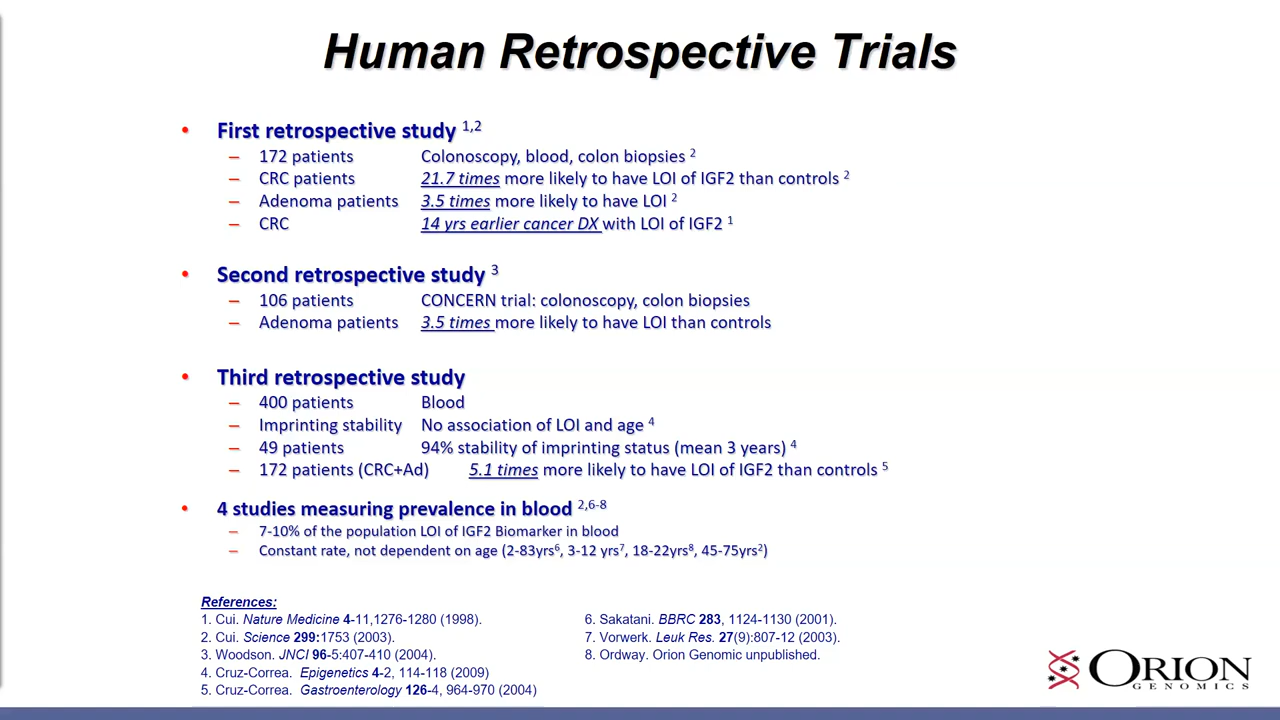 Human Retrospective Trials
• First retrospective study 1,2
– 172 patients Colonoscopy, blood, colon biopsies 2
– CRC patients 21.7 times more likely to have LOI of IGF2 than controls 2
– Adenoma patients 3.5 times more likely to have LOI 2
– CRC 14 yrs earlier cancer DX with LOI of IGF2 1
• Second retrospective study 3
– 106 patients CONCERN trial: colonoscopy, colon biopsies
– Adenoma patients 3.5 times more likely to have LOI than controls
• Third retrospective study
– 400 patients Blood
– Imprinting stability No association of LOI and age 4
– 49 patients 94% stability of imprinting status (mean 3 years) 4
– 172 patients (CRC+Ad) 5.1 times more likely to have LOI of IGF2 than controls 5
• 4 studies measuring prevalence in blood 2,6-8
– 7-10% of the population LOI of IGF2 Biomarker in blood
– Constant rate, not dependent on age (2-83yrs6, 3-12 yrs7, 18-22yrs8, 45-75yrs2)
References:
1. Cui. Nature Medicine 4-11,1276-1280 (1998).
2. Cui. Science 299:1753 (2003).
3. Woodson. JNCI 96-5:407-410 (2004).
4. Cruz-Correa. Epigenetics 4-2, 114-118 (2009)
5. Cruz-Correa. Gastroenterology 126-4, 964-970 (2004)
6. Sakatani. BBRC 283, 1124-1130 (2001).
7. Vorwerk. Leuk Res. 27(9):807-12 (2003).
8. Ordway. Orion Genomic unpublished.
ORION
GENOMICS